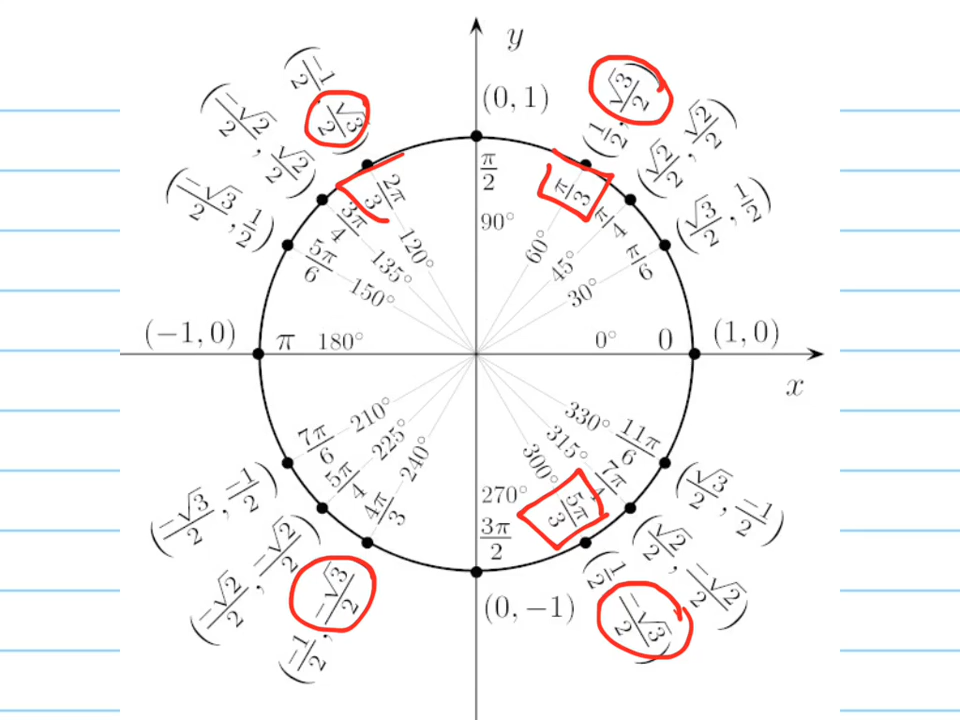 y
(0, 1)
(1/2, √3/2)
(√2/2, √2/2)
(√3/2, 1/2)
(-1/2, √3/2)
(-√2/2, √2/2)
(-√3/2, 1/2)
π/2
90°
π/3
60°
π/4
45°
π/6
30°
2π/3
120°
3π/4
135°
5π/6
150°
(-1, 0)
π
180°
0°
0
(1, 0)
x
7π/6
210°
5π/4
225°
4π/3
240°
270°
3π/2
300°
5π/3
315°
7π/4
330°
11π/6
(-√3/2, -1/2)
(-√2/2, -√2/2)
(-1/2, -√3/2)
(0, -1)
(1/2, -√3/2)
(√2/2, -√2/2)
(√3/2, -1/2)